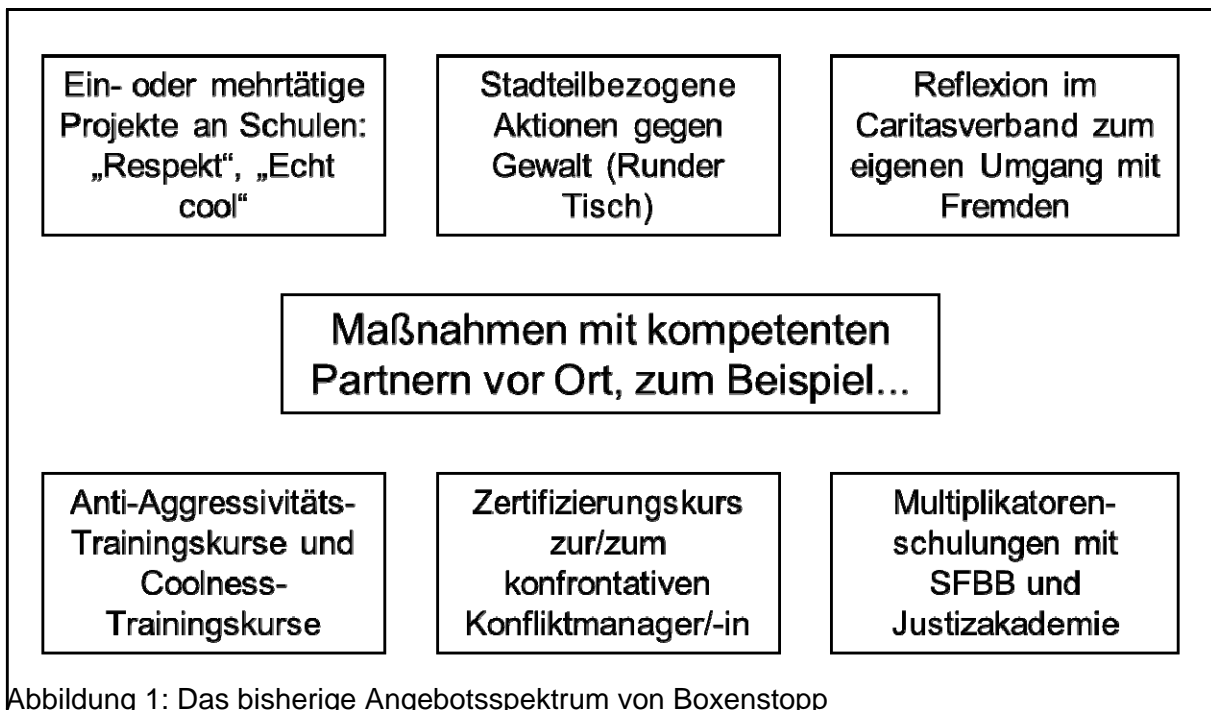 Ein- oder mehrtätige
Projekte an Schulen:
„Respekt“, „Echt
cool“
Stadteilbezogene
Aktionen gegen
Gewalt (Runder
Tisch)
Reflexion im
Caritasverband zum
eigenen Umgang mit
Fremden
Maßnahmen mit kompetenten
Partnern vor Ort, zum Beispiel...
Anti-Aggressivitäts-
Trainingskurse und
Coolness-
Trainingskurse
Zertifizierungskurs
zur/zum
konfrontativen
Konfliktmanager/-in
Multiplikatoren-
schulungen mit
SFBB und
Justizakademie
Abbildung 1: Das bisherige Angebotsspektrum von Boxenstopp